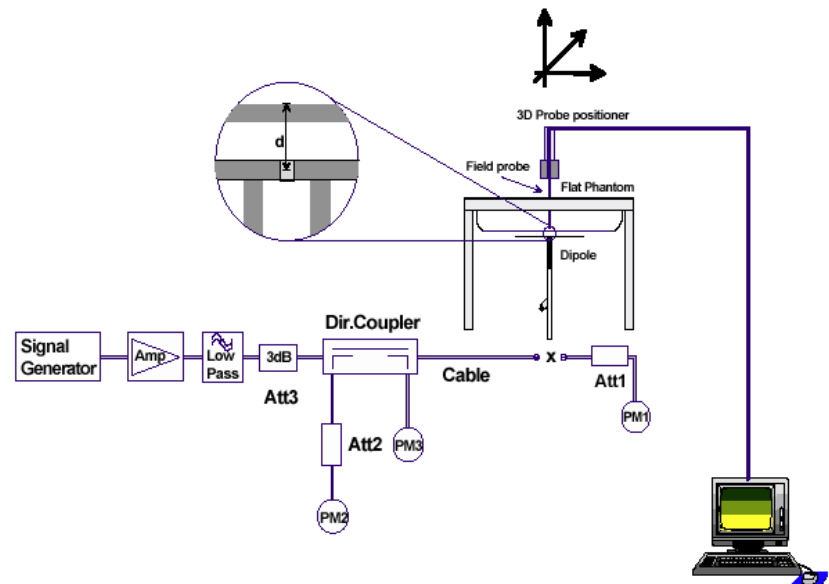 3D Probe positioner
d
Field probe
Flat Phantom
Dipole
Dir.Coupler
Signal
Generator
Amp
Low
Pass
3dB
Att3
Cable
x
Att1
PM1
Att2
PM3
PM2